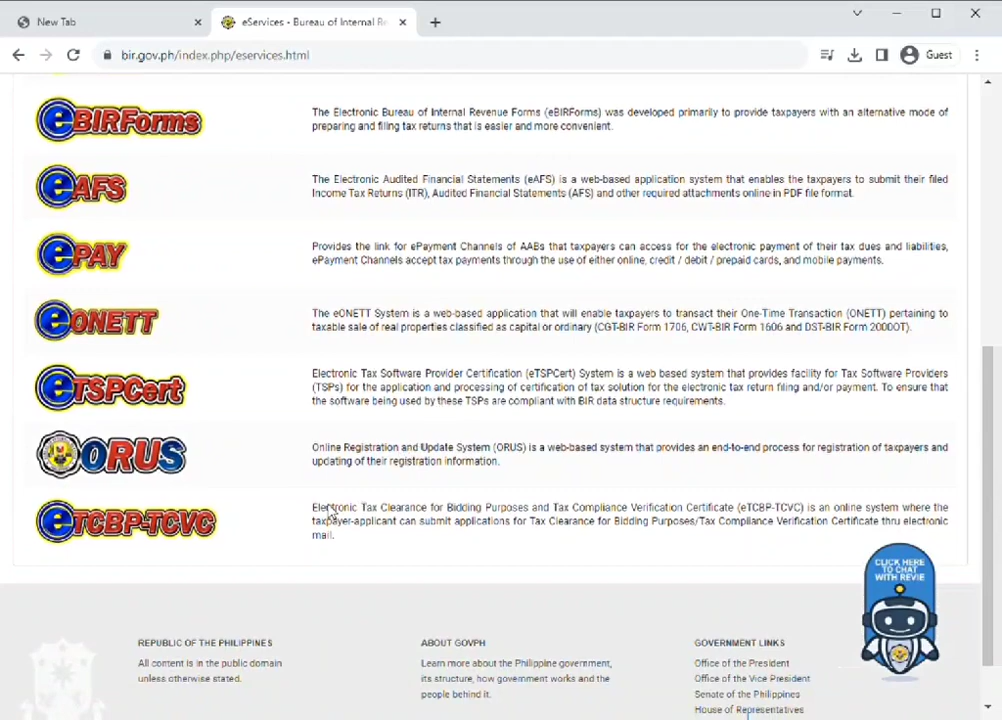 New Tab
eServices - Bureau of Internal Re
bir.gov.ph/index.php/eservices.html
Guest
eBIRForms
The Electronic Bureau of Internal Revenue Forms (eBIRForms) was developed primarily to provide taxpayers with an alternative mode of
preparing and filing tax returns that is easier and more convenient.
eAFS
The Electronic Audited Financial Statements (eAFS) is a web-based application system that enables the taxpayers to submit their filed
Income Tax Returns (ITR), Audited Financial Statements (AFS) and other required attachments online in PDF file format.
ePAY
Provides the link for ePayment Channels of AABs that taxpayers can access for the electronic payment of their tax dues and liabilities,
ePayment Channels accept tax payments through the use of either online, credit / debit / prepaid cards, and mobile payments.
eONETT
The eONETT System is a web-based application that will enable taxpayers to transact their One-Time Transaction (ONETT) pertaining to
taxable sale of real properties classified as capital or ordinary (CGT-BIR Form 1706, CWT-BIR Form 1606 and DST-BIR Form 2000OT).
eTSPCert
Electronic Tax Software Provider Certification (eTSPCert) System is a web based system that provides facility for Tax Software Providers
(TSPs) for the application and processing of certification of tax solution for the electronic tax return filing and/or payment. To ensure that
the software being used by these TSPs are compliant with BIR data structure requirements.
ORUS
Online Registration and Update System (ORUS) is a web-based system that provides an end-to-end process for registration of taxpayers and
updating of their registration information.
eTCBP-TCVC
Electronic Tax Clearance for Bidding Purposes and Tax Compliance Verification Certificate (eTCBP-TCVC) is an online system where the
taxpayer-applicant can submit applications for Tax Clearance for Bidding Purposes/Tax Compliance Verification Certificate thru electronic
mail.
CLICK HERE
TO CHAT
WITH REVIE
REPUBLIC OF THE PHILIPPINES
All content is in the public domain
unless otherwise stated.
ABOUT GOVPH
Learn more about the Philippine government,
its structure, how government works and the
people behind it.
GOVERNMENT LINKS
Office of the President
Office of the Vice President
Senate of the Philippines
House of Representatives